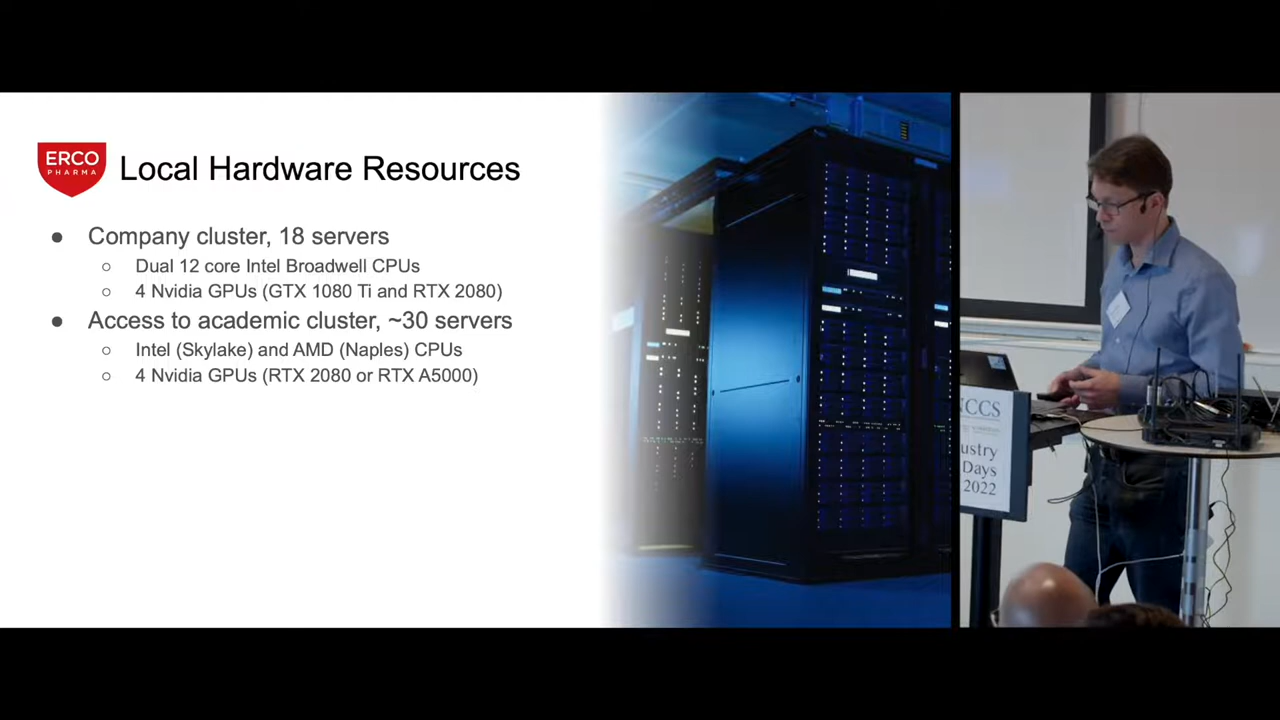 ERCO
PHARMA
Local Hardware Resources
● Company cluster, 18 servers
○ Dual 12 core Intel Broadwell CPUs
○ 4 Nvidia GPUs (GTX 1080 Ti and RTX 2080)
● Access to academic cluster, ~30 servers
○ Intel (Skylake) and AMD (Naples) CPUs
○ 4 Nvidia GPUs (RTX 2080 or RTX A5000)
NCCS
ustry
Days
2022